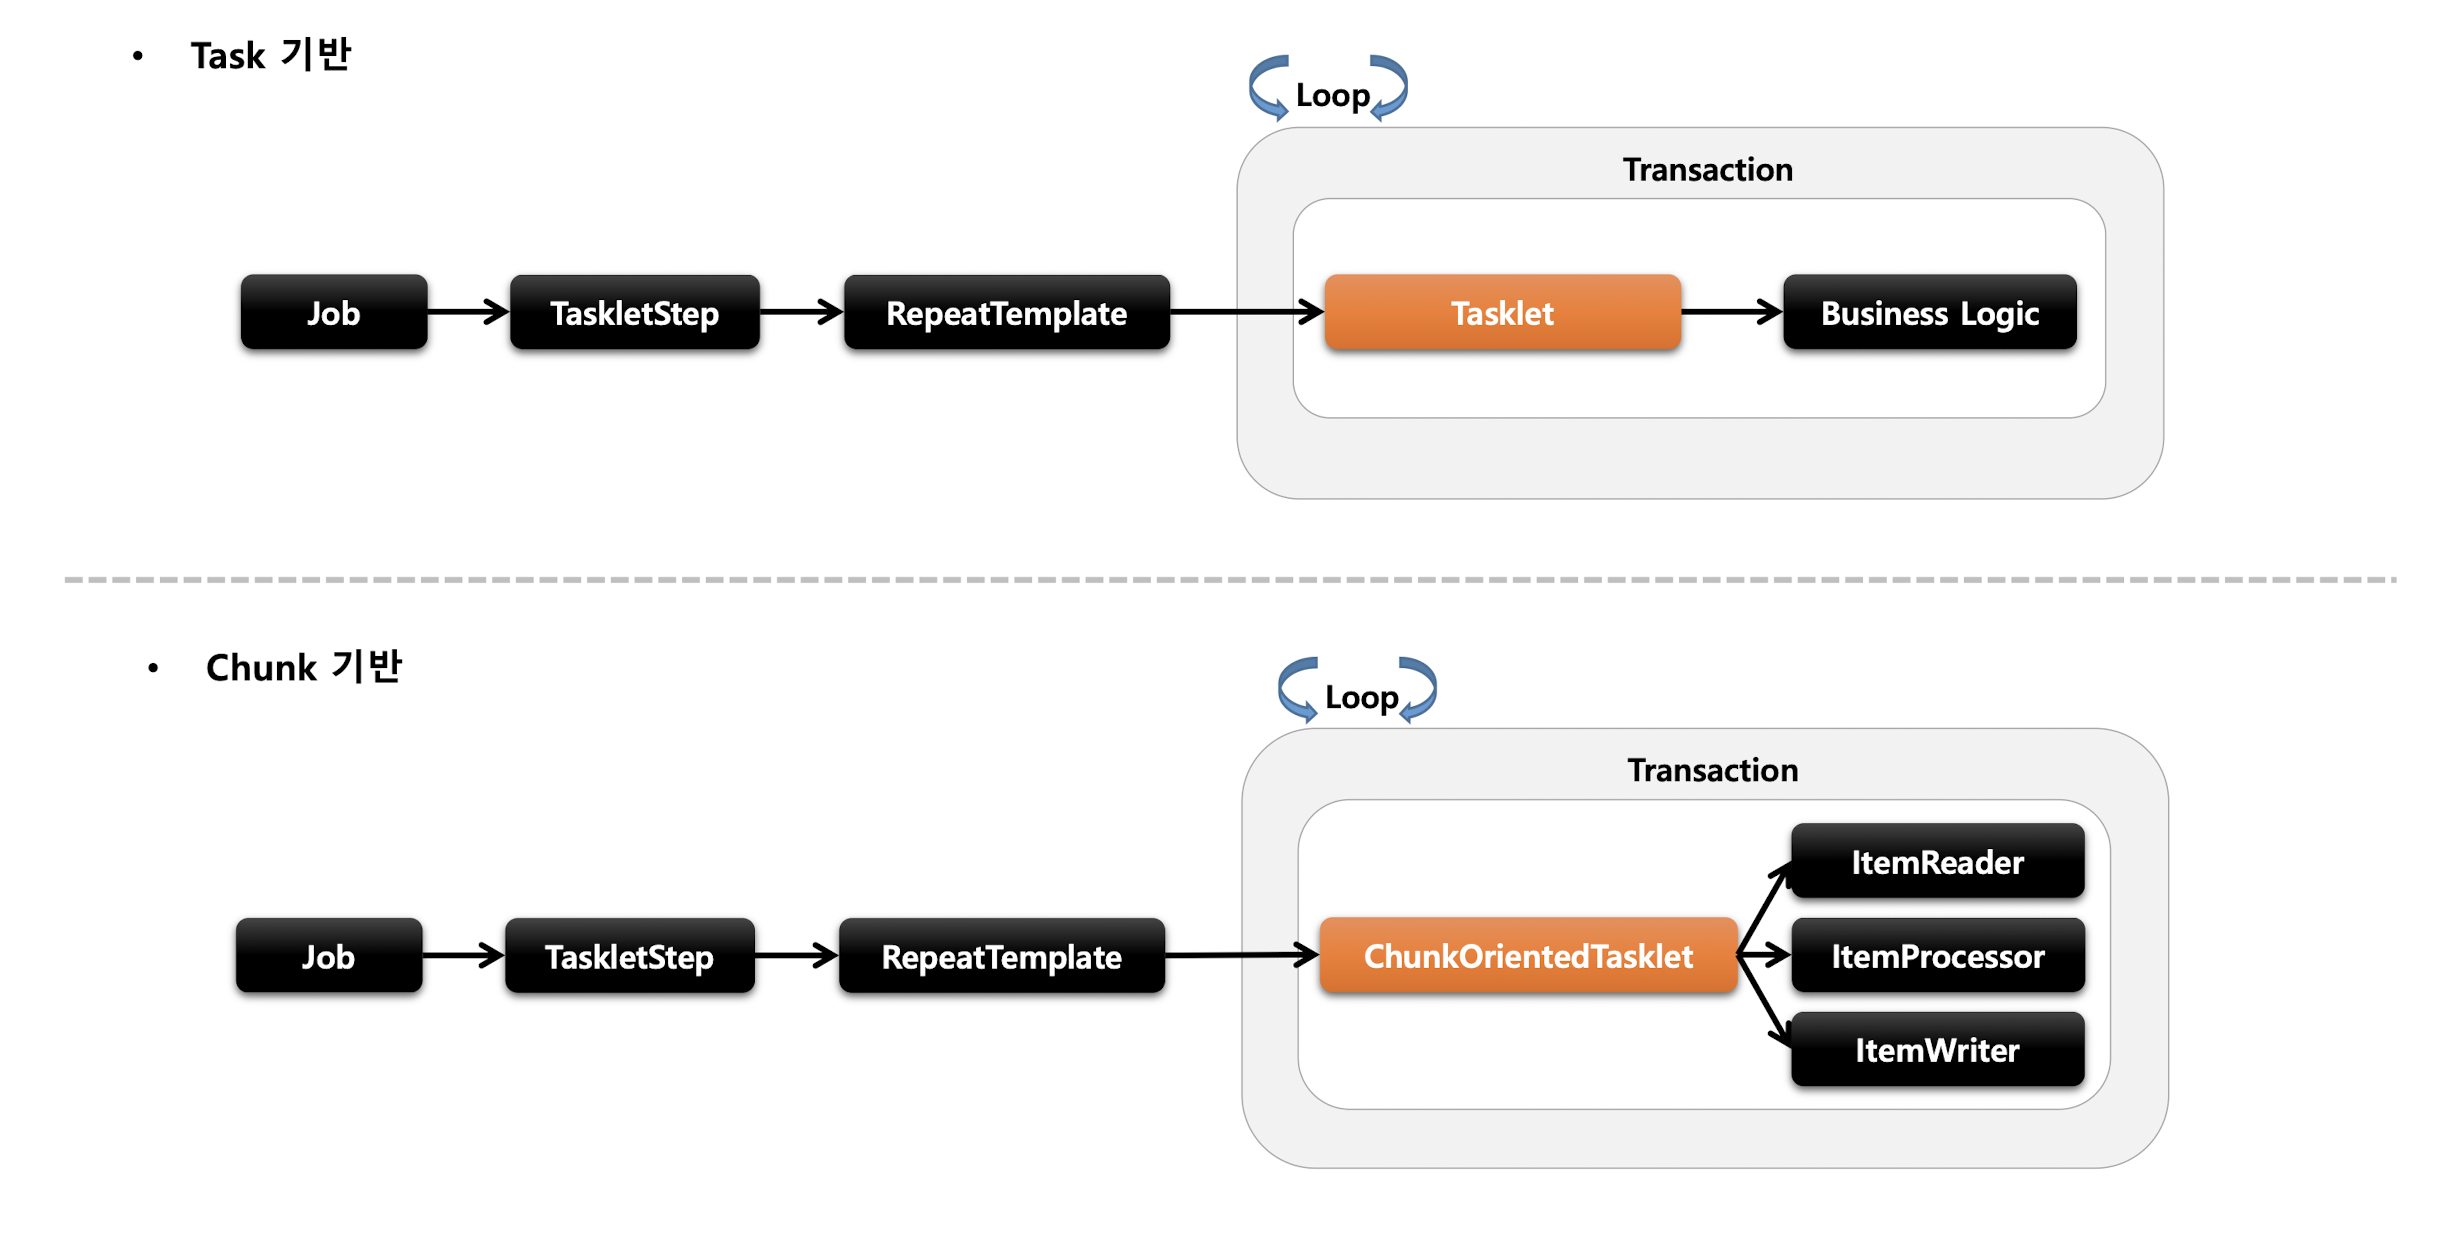 • Task 기반
Loop
Transaction
Job
TaskletStep
RepeatTemplate
Tasklet
Business Logic
• Chunk 기반
Loop
Transaction
ItemReader
Job
TaskletStep
RepeatTemplate
ChunkOrientedTasklet
ItemProcessor
ItemWriter